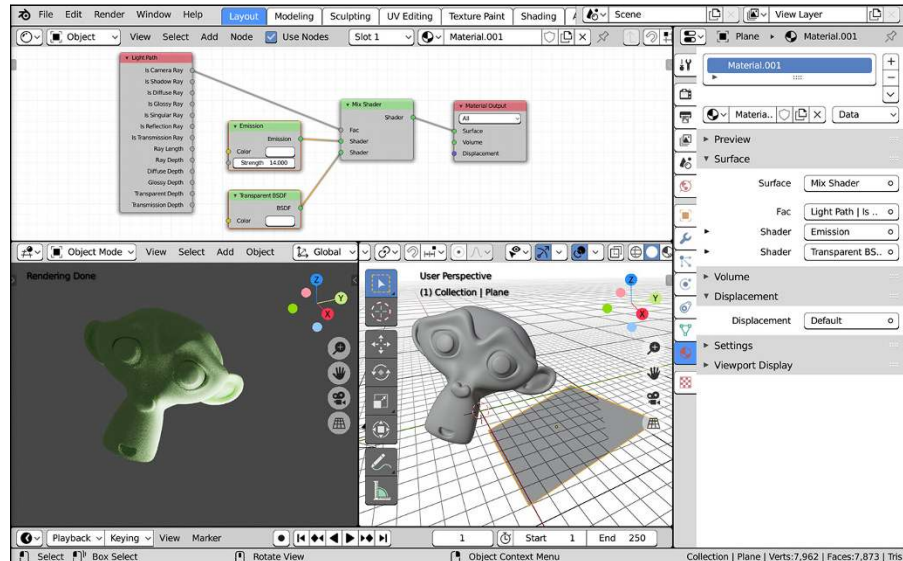 File Edit Render Window Help Layout Modeling Sculpting UV Editing Texture Paint Shading Scene View Layer
Object View Select Add Node Use Nodes Slot 1 Material.001 Plane Material.001
Light Path
Is Camera Ray
Is Shadow Ray
Is Diffuse Ray
Is Glossy Ray
Is Singular Ray
Is Reflection Ray
Is Transmission Ray
Ray Length
Ray Depth
Diffuse Depth
Glossy Depth
Transparent Depth
Transmission Depth
Emission
Emission
Color
Strength 14.000
Transparent BSDF
BSDF
Color
Mix Shader
Shader
Fac
Shader
Shader
Material Output
All
Surface
Volume
Displacement
Material.001
Materia.. Data
Preview
Surface
Surface Mix Shader
Fac Light Path | Is ..
Shader Emission
Shader Transparent BS..
Volume
Displacement
Displacement Default
Settings
Viewport Display
Object Mode View Select Add Object Global
Rendering Done
Z
Y
X
User Perspective
(1) Collection | Plane
Z
Y
X
Playback Keying View Marker 1 Start 1 End 250
Select Box Select Rotate View Object Context Menu Collection | Plane | Verts:7,962 | Faces:7,873 | Tris